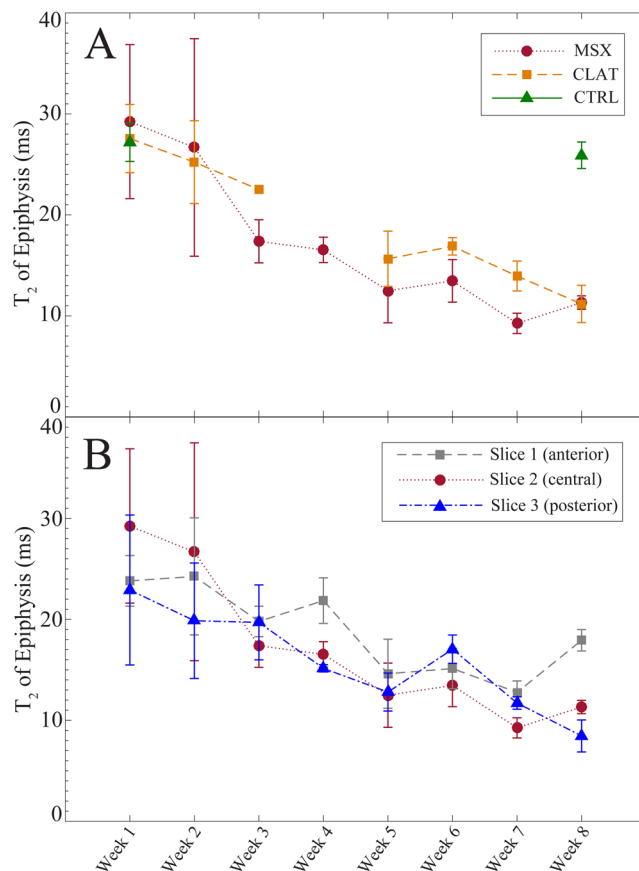 A
40
30
20
10
0
T2 of Epiphysis (ms)
MSX
CLAT
CTRL
B
40
30
20
10
0
T2 of Epiphysis (ms)
Slice 1 (anterior)
Slice 2 (central)
Slice 3 (posterior)
Week 1
Week 2
Week 3
Week 4
Week 5
Week 6
Week 7
Week 8